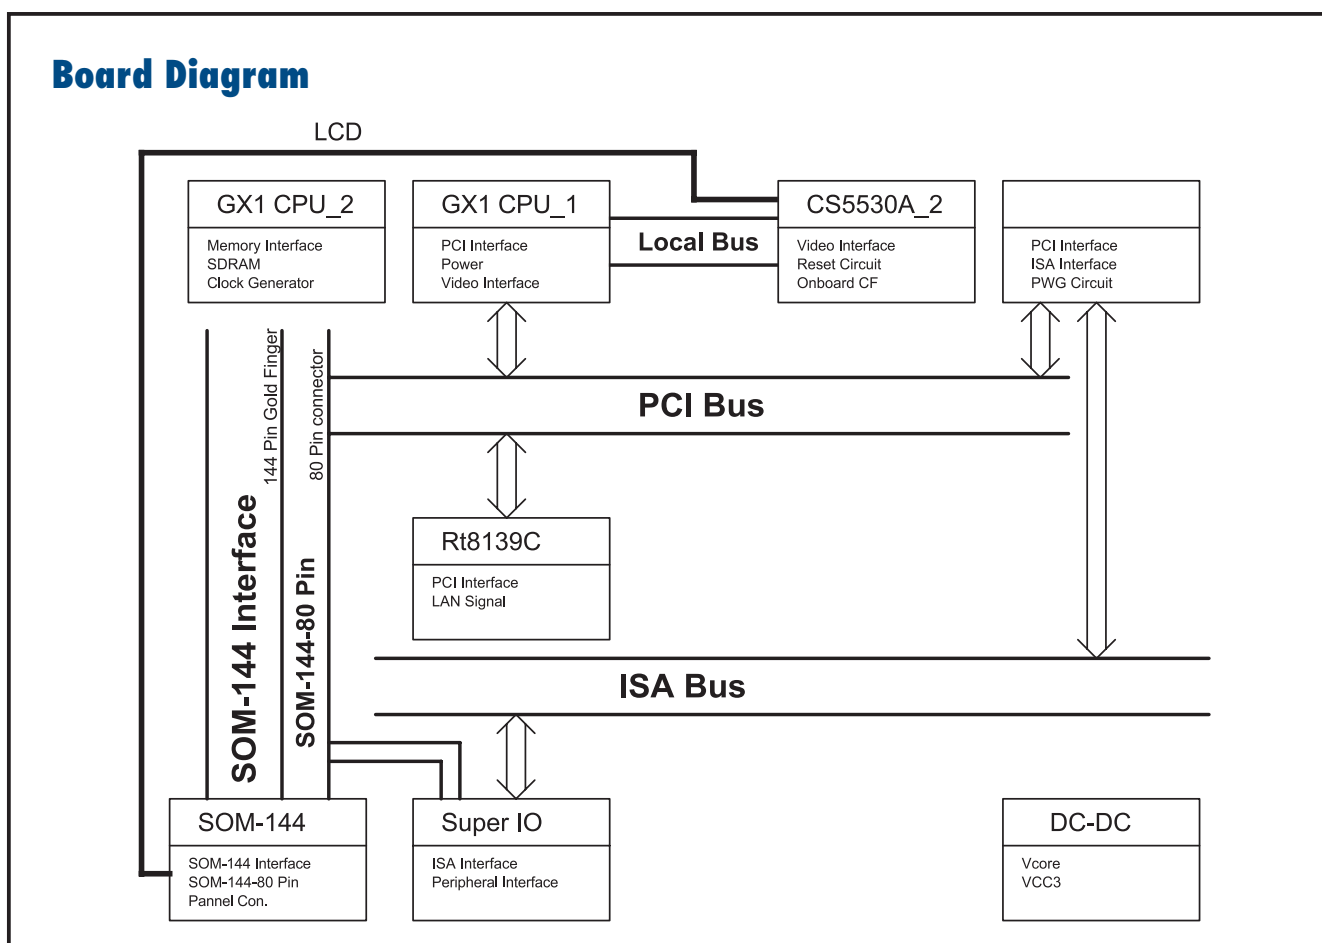 Board Diagram
LCD
GX1 CPU_2
Memory Interface
SDRAM
Clock Generator
GX1 CPU_1
PCI Interface
Power
Video Interface
Local Bus
CS5530A_2
Video Interface
Reset Circuit
Onboard CF
PCI Interface
ISA Interface
PWG Circuit
144 Pin Gold Finger
80 Pin connector
PCI Bus
SOM-144 Interface
SOM-144-80 Pin
Rt8139C
PCI Interface
LAN Signal
ISA Bus
SOM-144
SOM-144 Interface
SOM-144-80 Pin
Pannel Con.
Super IO
ISA Interface
Peripheral Interface
DC-DC
Vcore
VCC3